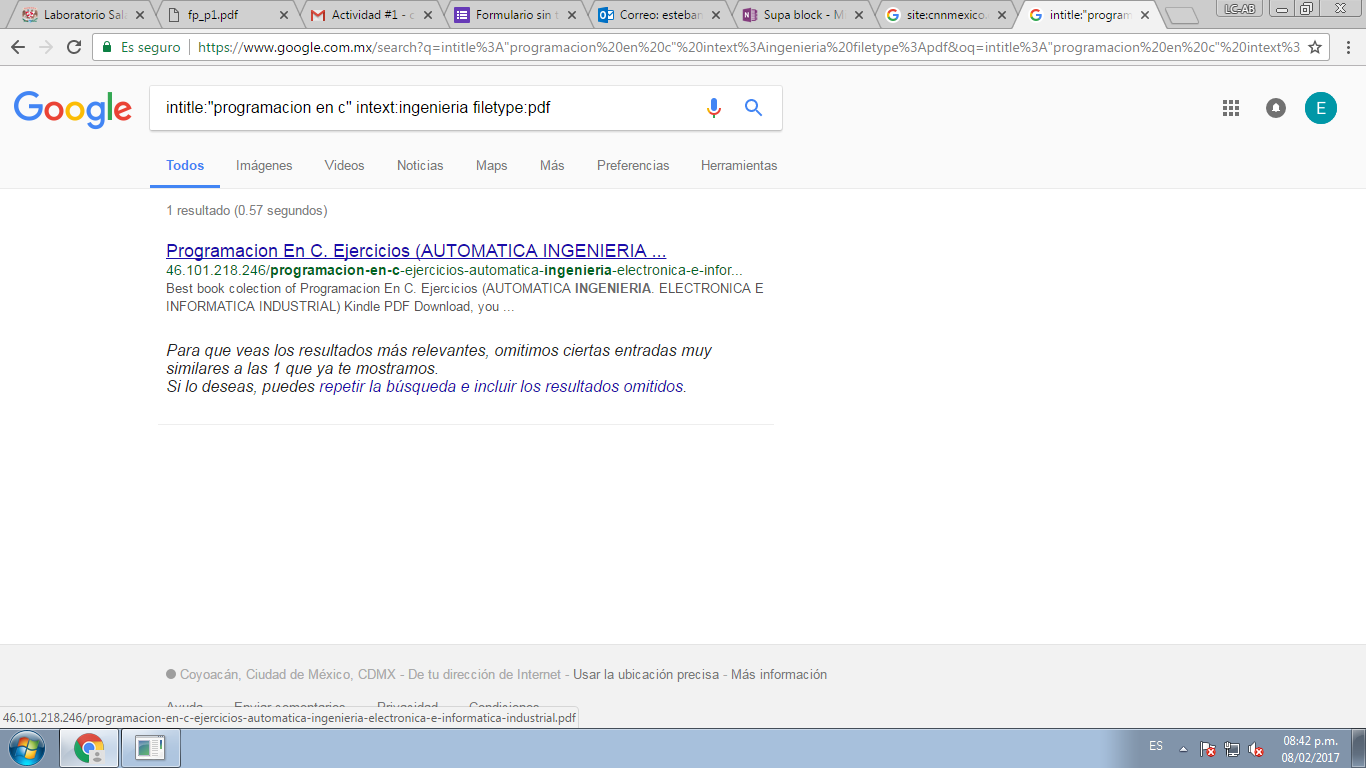 Laboratorio Sal
fp_p1.pdf
Actividad #1 - c
Formulario sin t
Correo: esteban
Supa block - M
site:cnnmexico.
intitle:"program
LC-AB
Es seguro
https://www.google.com.mx/search?q=intitle%3A"programacion%20en%20c"%20intext%3Aingenieria%20filetype%3Apdf&oq=intitle%3A"programacion%20en%20c"%20intext%3
Google
intitle:"programacion en c" intext:ingenieria filetype:pdf
E
Todos Imágenes Videos Noticias Maps Más Preferencias Herramientas
1 resultado (0.57 segundos)
Programacion En C. Ejercicios (AUTOMATICA INGENIERIA ...
46.101.218.246/programacion-en-c-ejercicios-automatica-ingenieria-electronica-e-infor...
Best book colection of Programacion En C. Ejercicios (AUTOMATICA INGENIERIA. ELECTRONICA E
INFORMATICA INDUSTRIAL) Kindle PDF Download, you ...
Para que veas los resultados más relevantes, omitimos ciertas entradas muy
similares a las 1 que ya te mostramos.
Si lo deseas, puedes repetir la búsqueda e incluir los resultados omitidos.
Coyoacán, Ciudad de México, CDMX - De tu dirección de Internet - Usar la ubicación precisa - Más información
Ayuda Enviar comentarios Privacidad Condiciones
46.101.218.246/programacion-en-c-ejercicios-automatica-ingenieria-electronica-e-informatica-industrial.pdf
ES
08:42 p.m.
08/02/2017